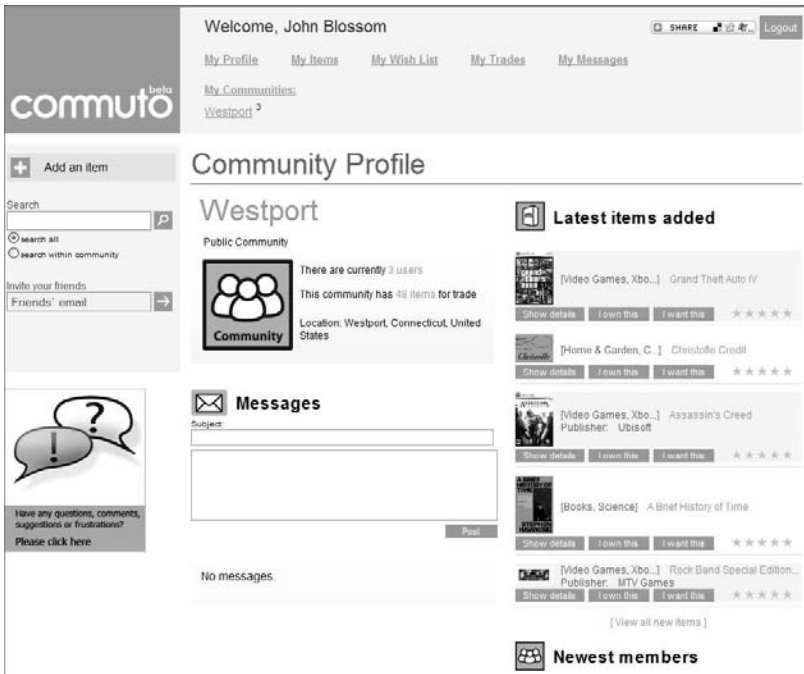 commuto
beta
Welcome, John Blossom
SHARE
Logout
My Profile My Items My Wish List My Trades My Messages
My Communities:
Westport 3
Add an item
Search
search all
search within community
Invite your friends
Friends` email
Have any questions, comments,
suggestions or frustrations?
Please click here
Community Profile
Westport
Public Community
Community
There are currently 3 users
This community has 49 items for trade
Location: Westport, Connecticut, United
States
Messages
Subject:
Post
No messages.
Latest items added
[Video Games, Xbo...] Grand Theft Auto IV
Show details I own this I want this
Christofle
[Home & Garden, C...] Christofle Credit
Show details I own this I want this
[Video Games, Xbo...] Assassin's Creed
Publisher: Ubisoft
Show details I own this I want this
A BRIEF
HISTORY OF
TIME
STEPHEN
HAWKING
[Books, Science] A Brief History of Time
Show details I own this I want this
[Video Games, Xbo...] Rock Band Special Edition...
Publisher: MTV Games
Show details I own this I want this
[ View all new items ]
Newest members